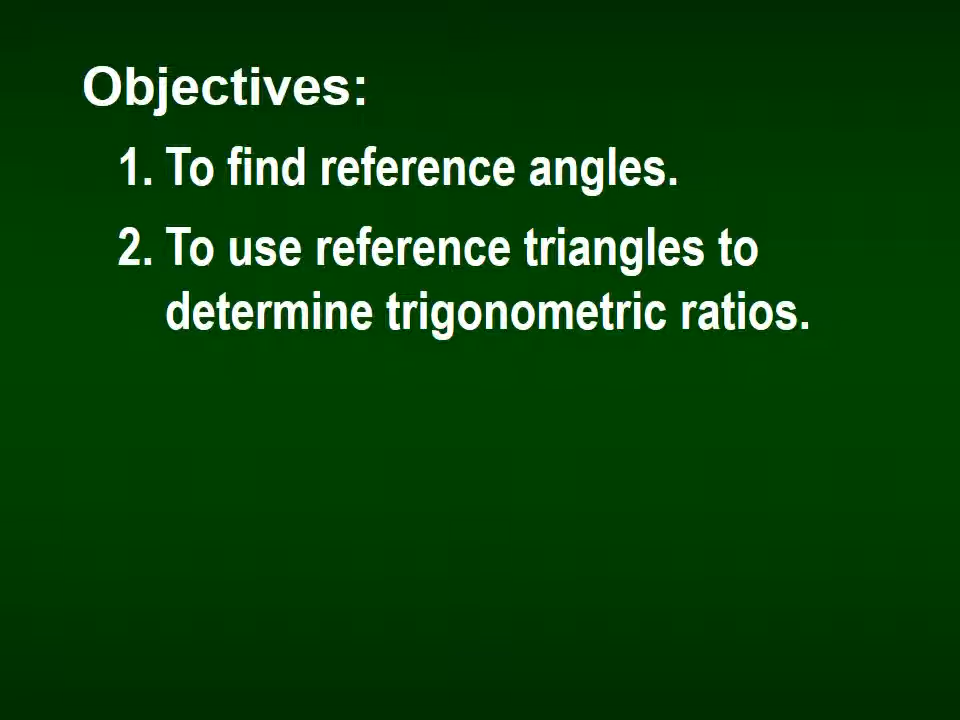 Objectives:
1. To find reference angles.
2. To use reference triangles to
determine trigonometric ratios.